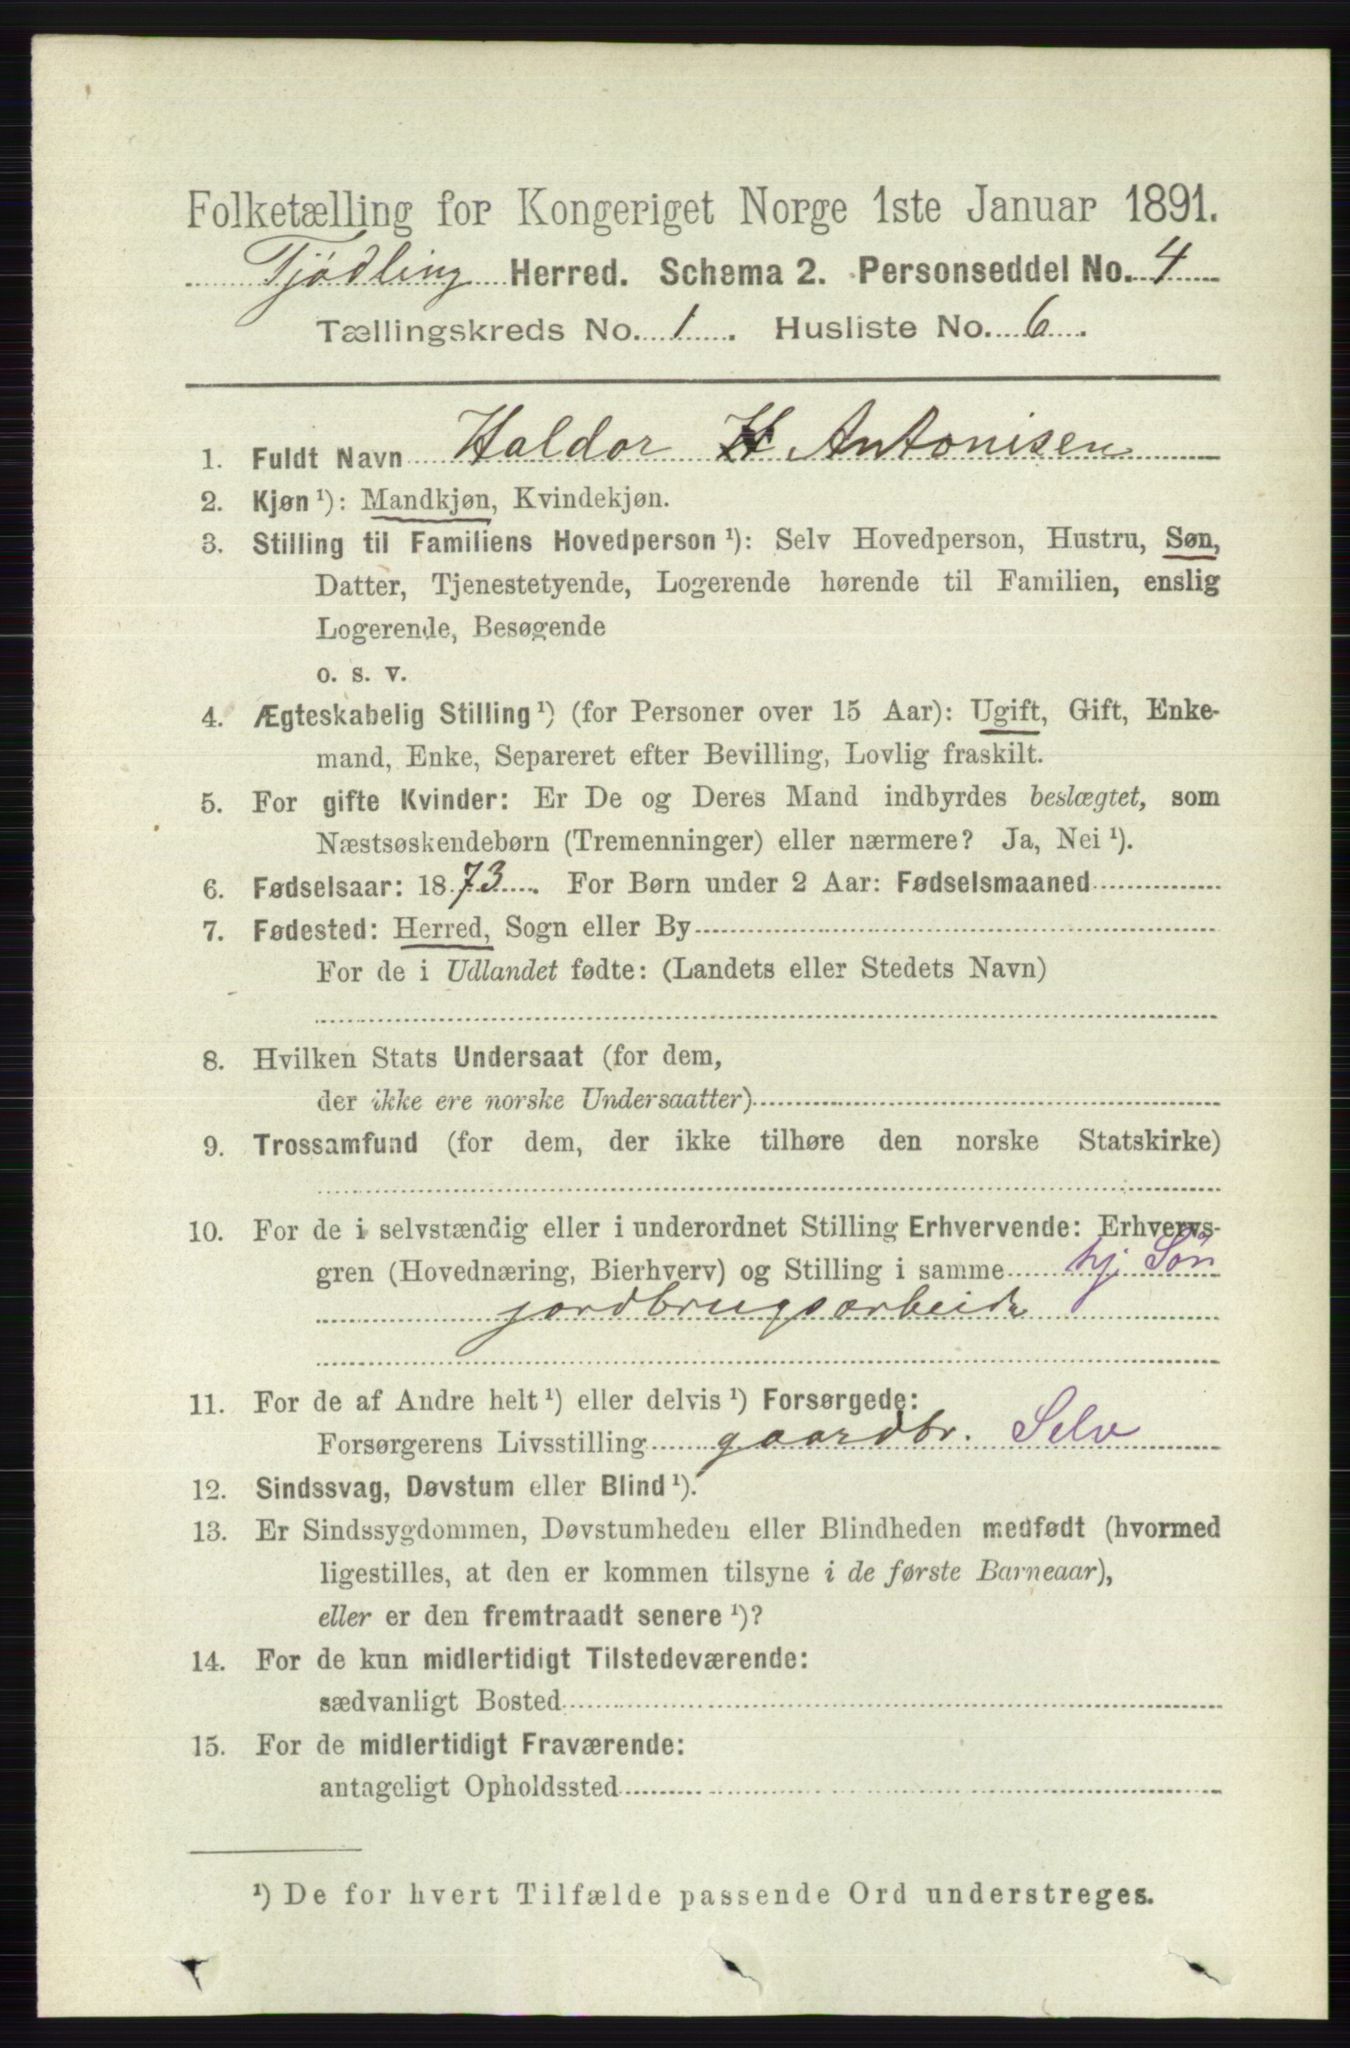 Folketælling for Kongeriget Norge 1ste Januar 1891.
Tjødling Herred. Schema 2. Personseddel No. 4
Tællingskreds No. 1. Husliste No. 6.
1. Fuldt Navn Haldor H Antonisen
2. Kjøn ¹): Mandkjøn, Kvindekjøn.
3. Stilling til Familiens Hovedperson ¹): Selv Hovedperson, Hustru, Søn,
Datter, Tjenestetyende, Logerende hørende til Familien, enslig
Logerende, Besøgende
o. s. v.
4. Ægteskabelig Stilling ¹) (for Personer over 15 Aar): Ugift, Gift, Enke-
mand, Enke, Separeret efter Bevilling, Lovlig fraskilt.
5. For gifte Kvinder: Er De og Deres Mand indbyrdes beslægtet, som
Næstsøskendebørn (Tremenninger) eller nærmere? Ja, Nei ¹).
6. Fødselsaar: 1873. For Børn under 2 Aar: Fødselsmaaned
7. Fødested: Herred, Sogn eller By
For de i Udlandet fødte: (Landets eller Stedets Navn)
8. Hvilken Stats Undersaat (for dem,
der ikke ere norske Undersaatter)
9. Trossamfund (for dem, der ikke tilhøre den norske Statskirke)
10. For de i selvstændig eller i underordnet Stilling Erhvervende: Erhvervs-
gren (Hovednæring, Bierhverv) og Stilling i samme hj. Søn
jordbrugsarbeide
11. For de af Andre helt ¹) eller delvis ¹) Forsørgede:
Forsørgerens Livsstilling gaardbr. Selv
12. Sindssvag, Døvstum eller Blind ¹).
13. Er Sindssygdommen, Døvstumheden eller Blindheden medfødt (hvormed
ligestilles, at den er kommen tilsyne i de første Barneaar),
eller er den fremtraadt senere ¹)?
14. For de kun midlertidigt Tilstedeværende:
sædvanligt Bosted
15. For de midlertidigt Fraværende:
antageligt Opholdssted
¹) De for hvert Tilfælde passende Ord understreges.